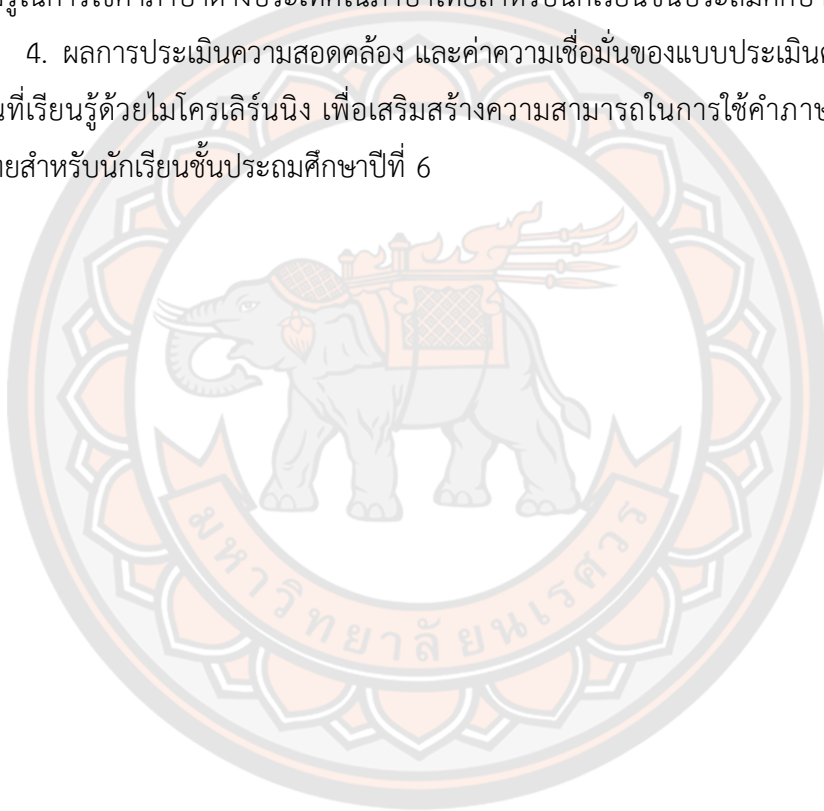 4. ผลการประเมินความสอดคล้อง และค่าความเชื่อมั่นของแบบประเมิน
ที่เรียนรู้ด้วยไมโครเลิร์นนิง เพื่อเสริมสร้างความสามารถในการใช้คำภาษ
ยสำหรับนักเรียนชั้นประถมศึกษาปีที่ 6
มหาวิทยาลัยนเรศวร